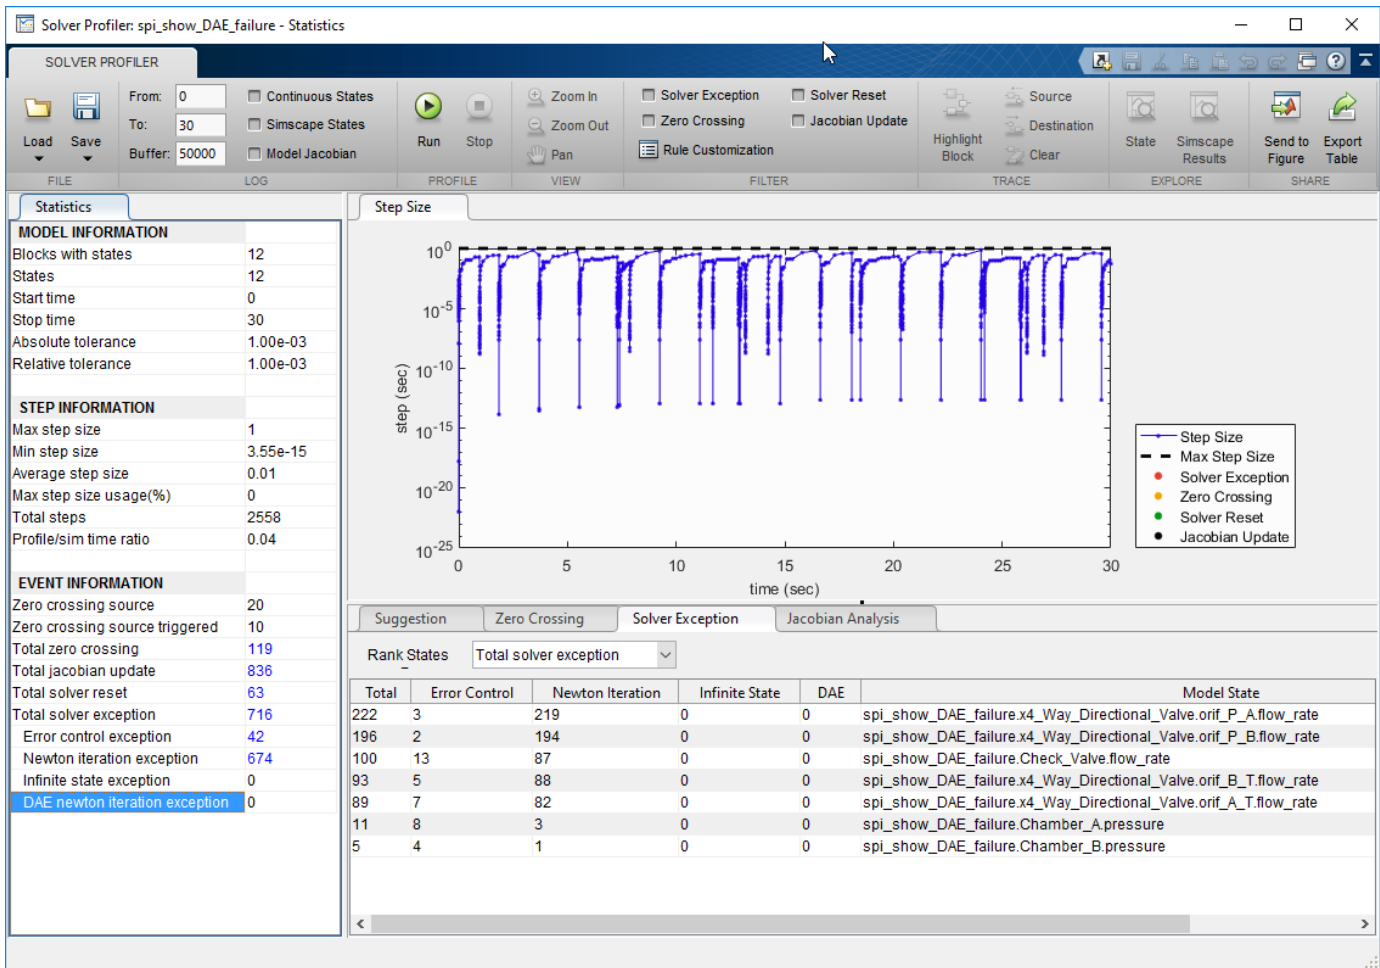 Solver Profiler: spi_show_DAE_failure - Statistics
SOLVER PROFILER
From: 0 Continuous States Zoom In Solver Exception Solver Reset Source
To: 30 Simscape States Zoom Out Zero Crossing Jacobian Update Destination
Buffer: 50000 Model Jacobian Pan Rule Customization Clear
Load Save Run Stop Highlight Block State Simscape Results Send to Figure Export Table
FILE LOG PROFILE VIEW FILTER TRACE EXPLORE SHARE
Statistics
MODEL INFORMATION
Blocks with states 12
States 12
Start time 0
Stop time 30
Absolute tolerance 1.00e-03
Relative tolerance 1.00e-03
STEP INFORMATION
Max step size 1
Min step size 3.55e-15
Average step size 0.01
Max step size usage(%) 0
Total steps 2558
Profile/sim time ratio 0.04
EVENT INFORMATION
Zero crossing source 20
Zero crossing source triggered 10
Total zero crossing 119
Total jacobian update 836
Total solver reset 63
Total solver exception 716
Error control exception 42
Newton iteration exception 674
Infinite state exception 0
DAE newton iteration exception 0
Step Size
10^0
10^-5
10^-10
10^-15
10^-20
10^-25
step (sec)
0 5 10 15 20 25 30
time (sec)
Step Size
Max Step Size
Solver Exception
Zero Crossing
Solver Reset
Jacobian Update
Suggestion Zero Crossing Solver Exception Jacobian Analysis
Rank States Total solver exception
Total Error Control Newton Iteration Infinite State DAE Model State
222 3 219 0 0 spi_show_DAE_failure.x4_Way_Directional_Valve.orif_P_A.flow_rate
196 2 194 0 0 spi_show_DAE_failure.x4_Way_Directional_Valve.orif_P_B.flow_rate
100 13 87 0 0 spi_show_DAE_failure.Check_Valve.flow_rate
93 5 88 0 0 spi_show_DAE_failure.x4_Way_Directional_Valve.orif_B_T.flow_rate
89 7 82 0 0 spi_show_DAE_failure.x4_Way_Directional_Valve.orif_A_T.flow_rate
11 8 3 0 0 spi_show_DAE_failure.Chamber_A.pressure
5 4 1 0 0 spi_show_DAE_failure.Chamber_B.pressure